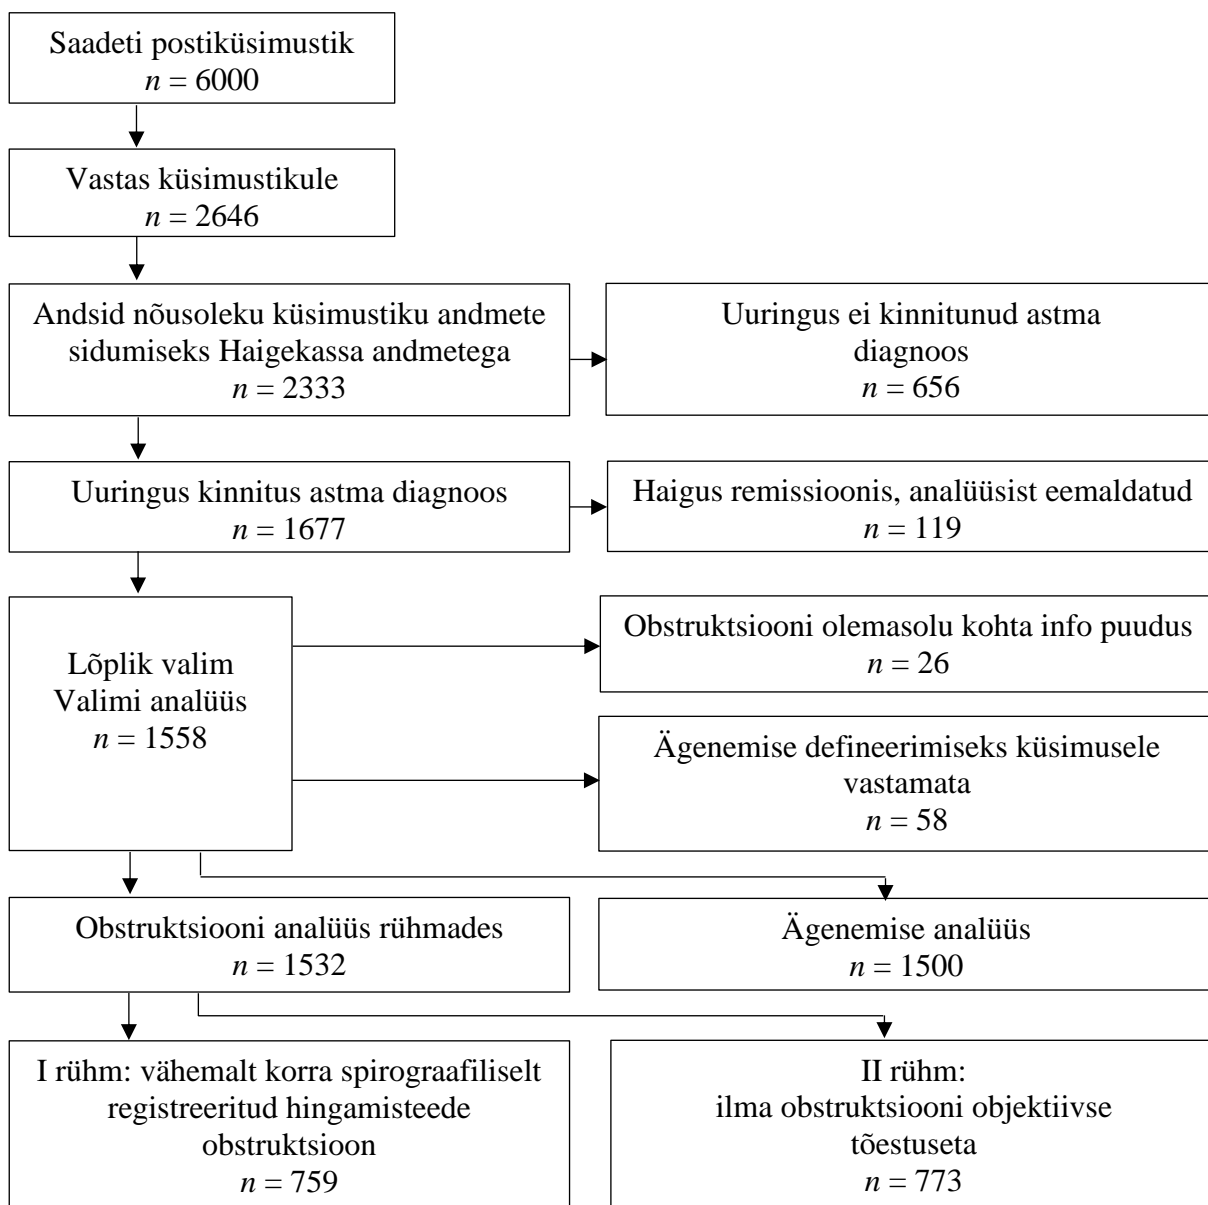 Saadeti postiküsimustik
n = 6000
Vastas küsimustikule
n = 2646
Andsid nõusoleku küsimustiku andmete
sidumiseks Haigekassa andmetega
n = 2333
Uuringus ei kinnitunud astma
diagnoos
n = 656
Uuringus kinnitus astma diagnoos
n = 1677
Haigus remissioonis, analüüsist eemaldatud
n = 119
Lõplik valim
Valimi analüüs
n = 1558
Obstruktsiooni olemasolu kohta info puudus
n = 26
Ägenemise defineerimiseks küsimusele
vastamata
n = 58
Obstruktsiooni analüüs rühmades
n = 1532
Ägenemise analüüs
n = 1500
I rühm: vähemalt korra spirograafiliselt
registreeritud hingamisteede
obstruktsioon
n = 759
II rühm:
ilma obstruktsiooni objektiivse
tõestuseta
n = 773